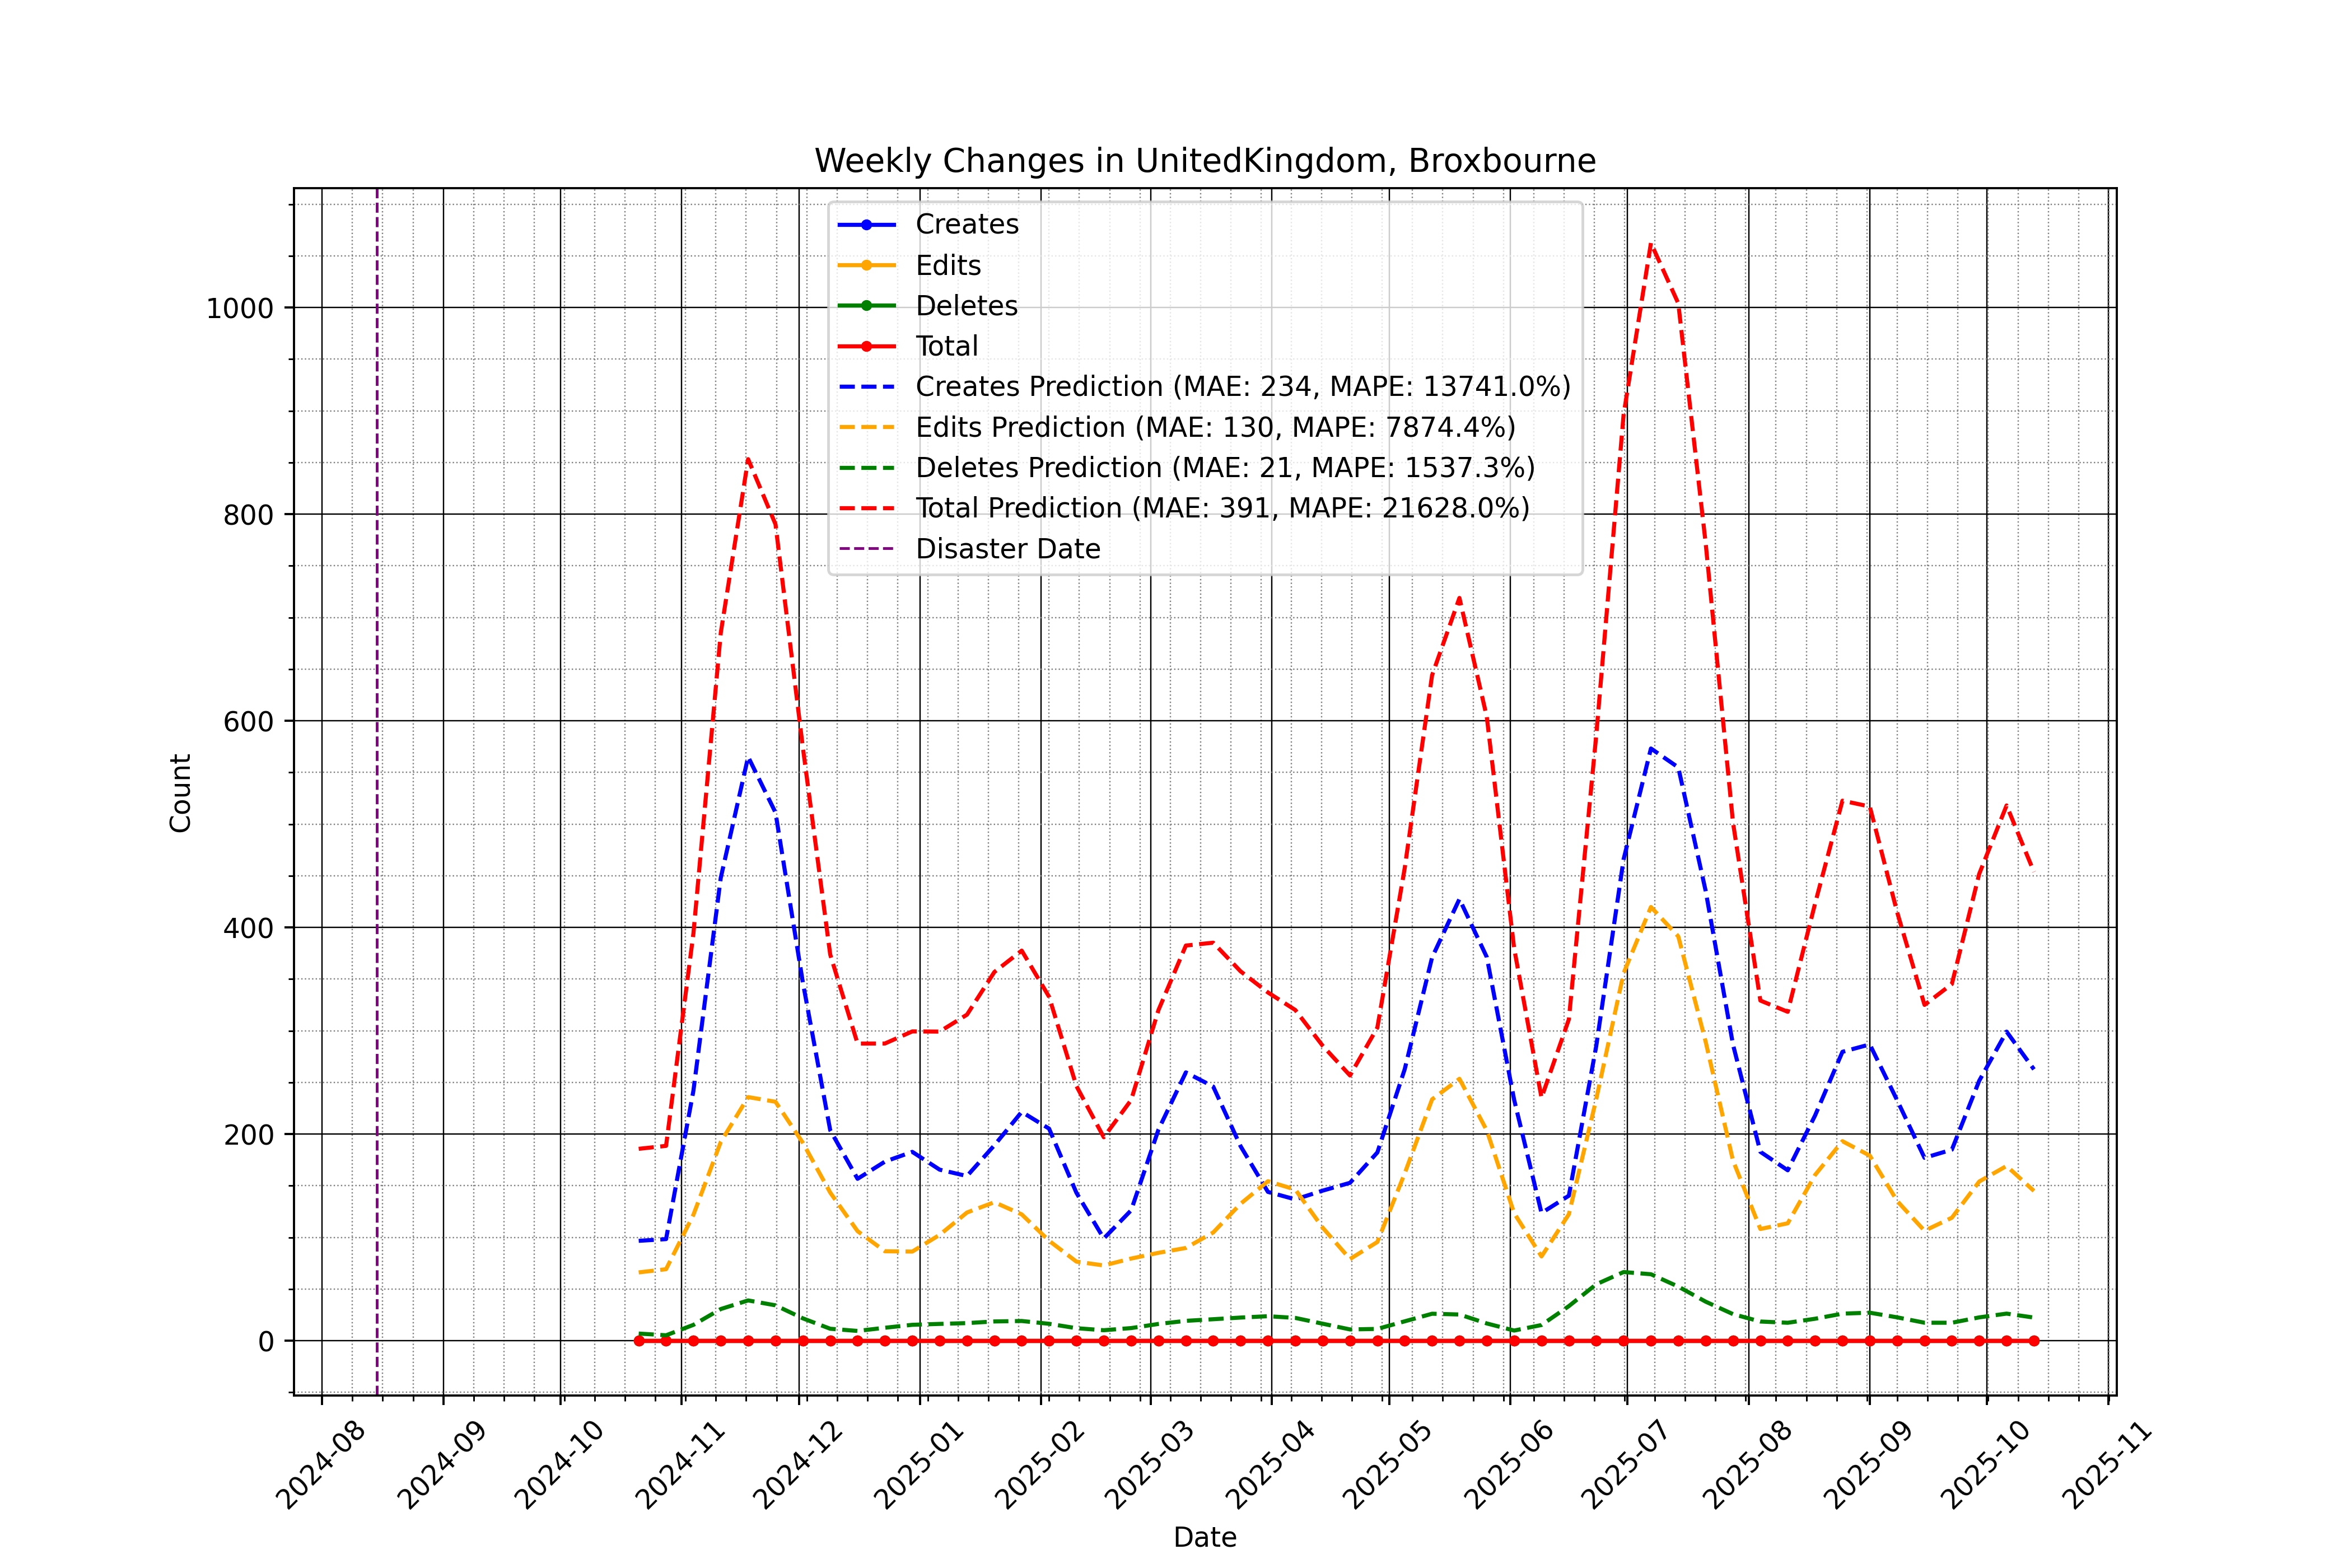 Weekly Changes in UnitedKingdom, Broxbourne
Creates
Edits
Deletes
Total
Creates Prediction (MAE: 234, MAPE: 13741.0%)
Edits Prediction (MAE: 130, MAPE: 7874.4%)
Deletes Prediction (MAE: 21, MAPE: 1537.3%)
Total Prediction (MAE: 391, MAPE: 21628.0%)
Disaster Date
Count
1000
800
600
400
200
0
2024-08
2024-09
2024-10
2024-11
2024-12
2025-01
2025-02
2025-03
2025-04
2025-05
2025-06
2025-07
2025-08
2025-09
2025-10
2025-11
Date